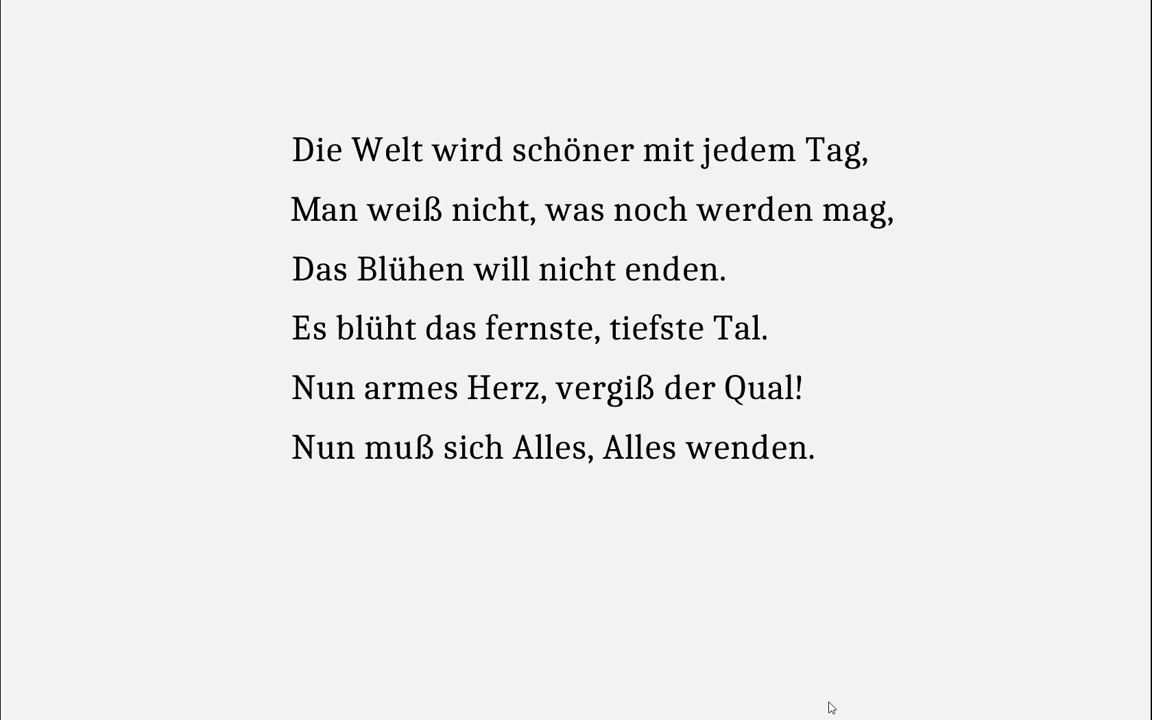 Die Welt wird schöner mit jedem Tag,
Man weiß nicht, was noch werden mag,
Das Blühen will nicht enden.
Es blüht das fernste, tiefste Tal.
Nun armes Herz, vergiß der Qual!
Nun muß sich Alles, Alles wenden.